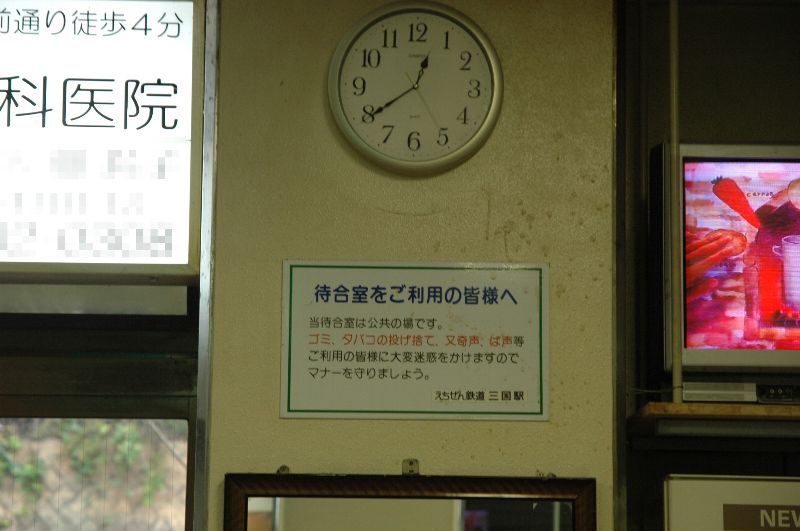 前通り徒歩4分
科医院
12
1
2
3
4
5
6
7
8
9
10
11
待合室をご利用の皆様へ
当待合室は公共の場です。
ゴミ、タバコの投げ捨て、又奇声、ば声等
ご利用の皆様に大変迷惑をかけますので
マナーを守りましょう。
えちぜん鉄道 三国駅
NEW